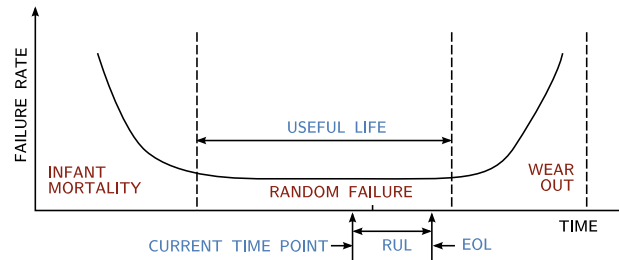 FAILURE RATE
USEFUL LIFE
INFANT
MORTALITY
RANDOM FAILURE
WEAR
OUT
TIME
CURRENT TIME POINT
RUL
EOL